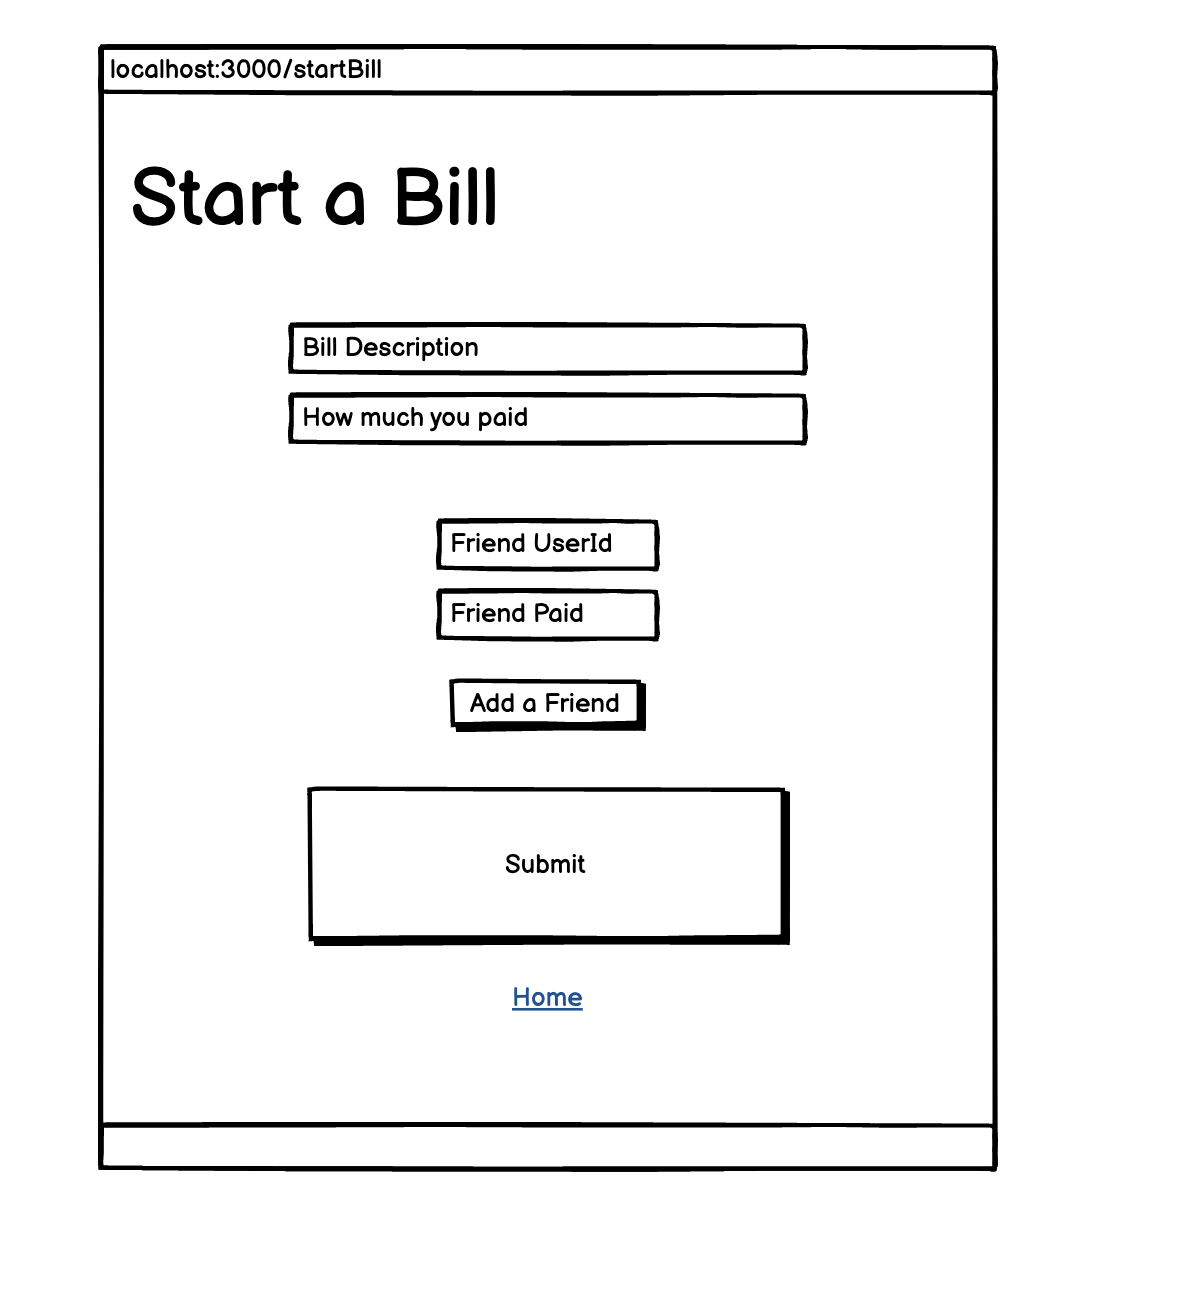 localhost:3000/startBill
Start a Bill
Bill Description
How much you paid
Friend UserId
Friend Paid
Add a Friend
Submit
Home